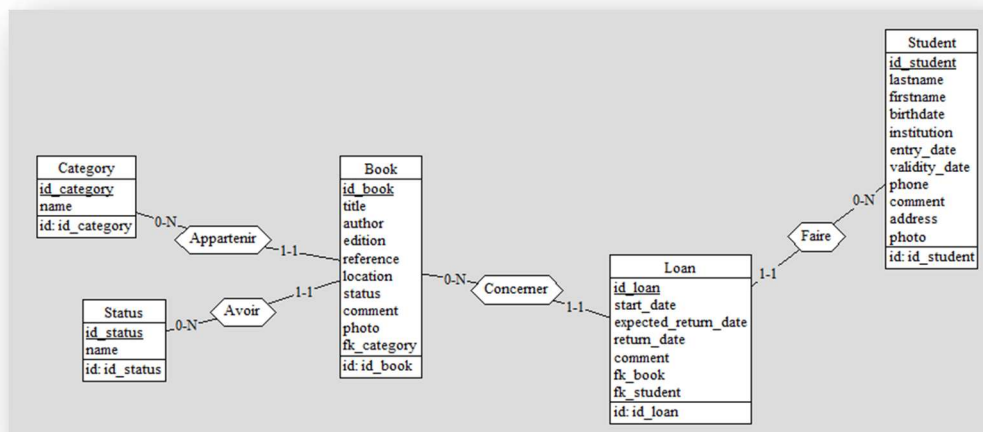 Category
id_category
name
id: id_category
0-N
Appartenir
1-1
Status
id_status
name
id: id_status
0-N
Avoir
1-1
Book
id_book
title
author
edition
reference
location
status
comment
photo
fk_category
id: id_book
0-N
Concerner
1-1
Loan
id_loan
start_date
expected_return_date
return_date
comment
fk_book
fk_student
id: id_loan
1-1
Faire
0-N
Student
id_student
lastname
firstname
birthdate
institution
entry_date
validity_date
phone
comment
address
photo
id: id_student